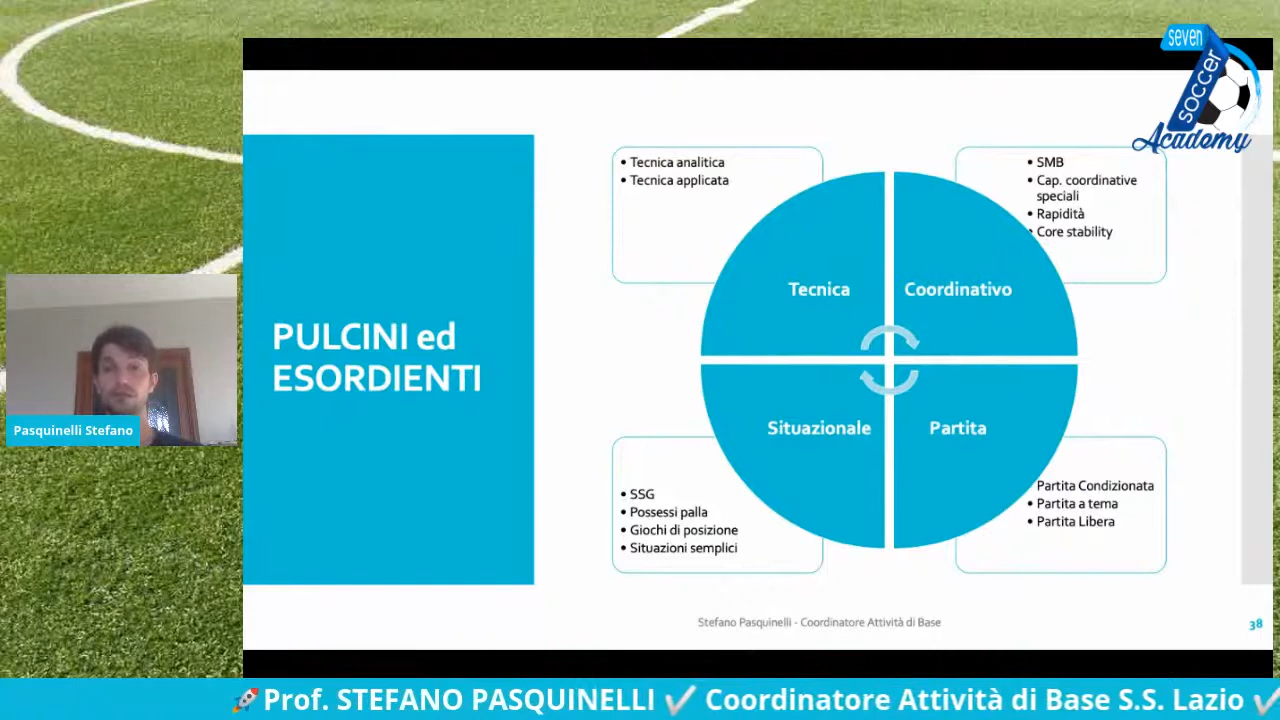 seven
SOCCER
Academy
PULCINI ed
ESORDIENTI
• Tecnica analitica
• Tecnica applicata
• SMB
• Cap. coordinative
speciali
• Rapidità
• Core stability
Tecnica
Coordinativo
Situazionale
Partita
• SSG
• Possessi palla
• Giochi di posizione
• Situazioni semplici
Partita Condizionata
• Partita a tema
• Partita Libera
Pasquinelli Stefano
Stefano Pasquinelli - Coordinatore Attività di Base
38
🚀 Prof. STEFANO PASQUINELLI ✔ Coordinatore Attività di Base S.S. Lazio ✔